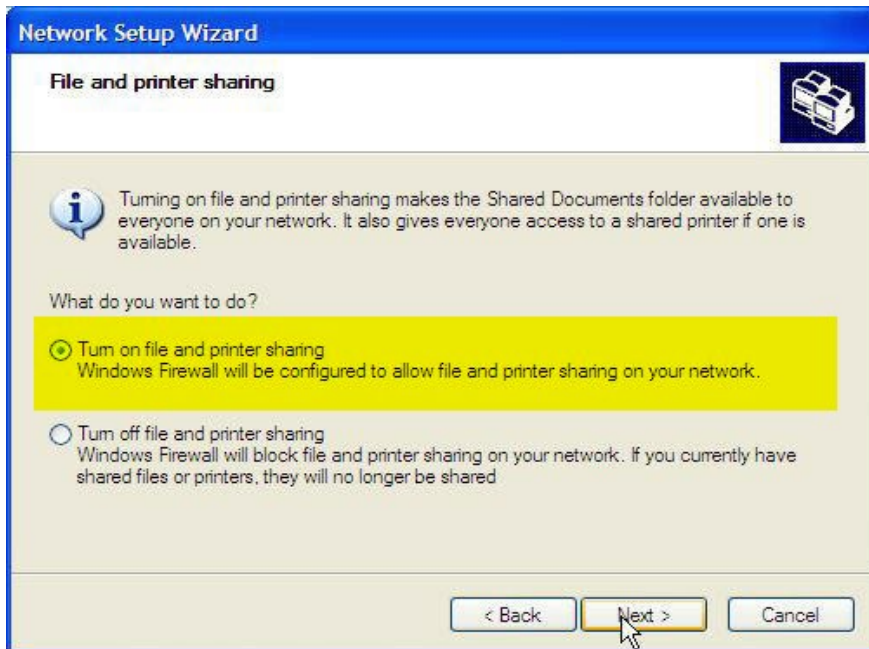 Network Setup Wizard
File and printer sharing
Turning on file and printer sharing makes the Shared Documents folder available to
everyone on your network. It also gives everyone access to a shared printer if one is
available.
What do you want to do?
Turn on file and printer sharing
Windows Firewall will be configured to allow file and printer sharing on your network.
Turn off file and printer sharing
Windows Firewall will block file and printer sharing on your network. If you currently have
shared files or printers, they will no longer be shared
< Back
Next >
Cancel